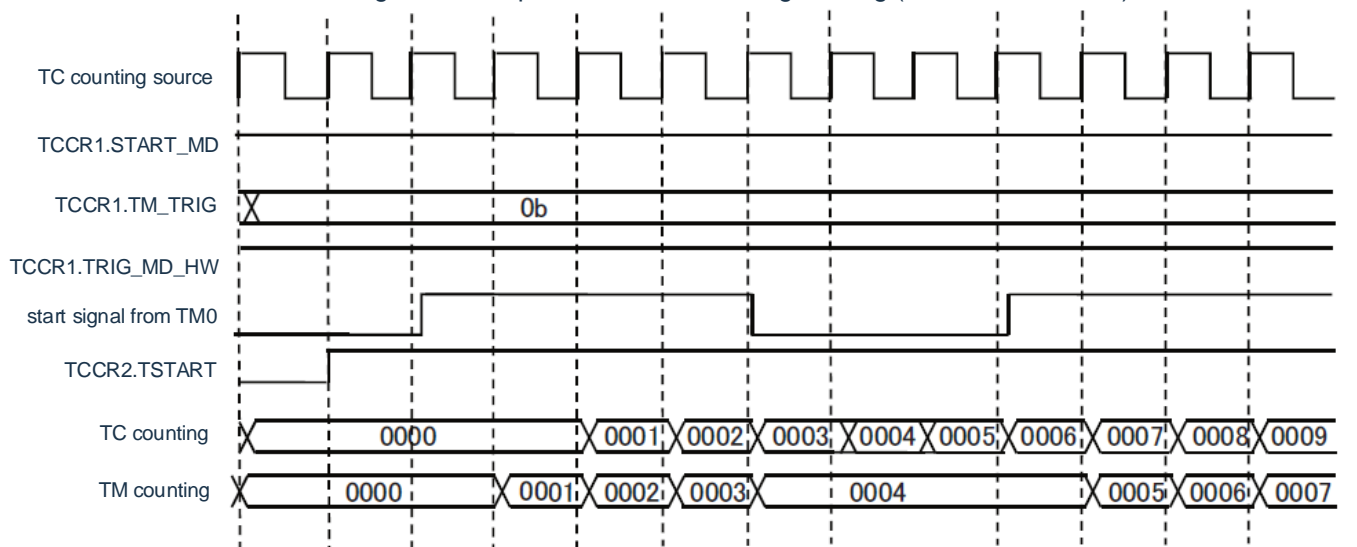 TC counting source
TCCR1.START_MD
TCCR1.TM_TRIG
0b
TCCR1.TRIG_MD_HW
start signal from TM0
TCCR2.TSTART
TC counting 0000 0001 0002 0003 0004 0005 0006 0007 0008 0009
TM counting 0000 0001 0002 0003 0004 0005 0006 0007